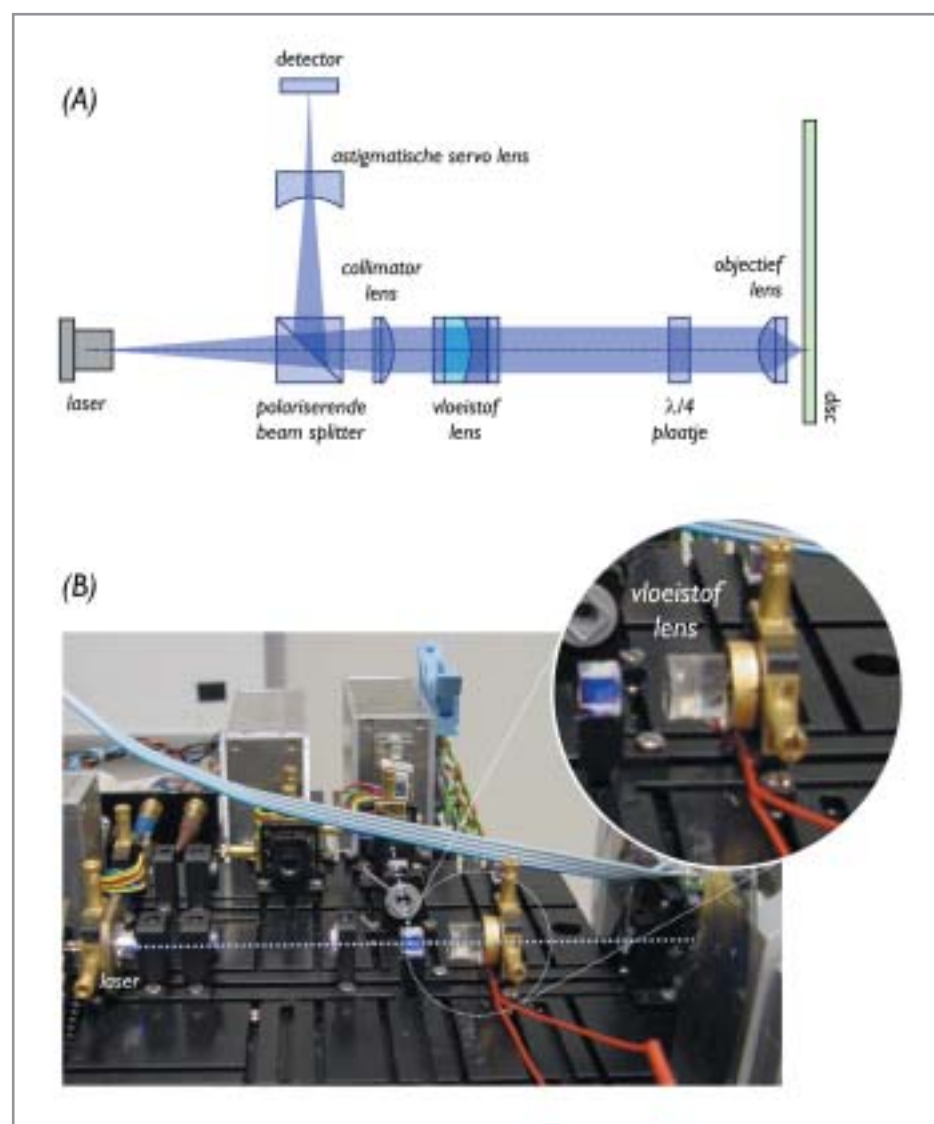 detector
(A)
astigmatische servo lens
collimator
lens
objectief
lens
laser
polariserende
beam splitter
vloeistof
lens
λ/4
plaatje
disc
(B)
vloeistof
lens
laser